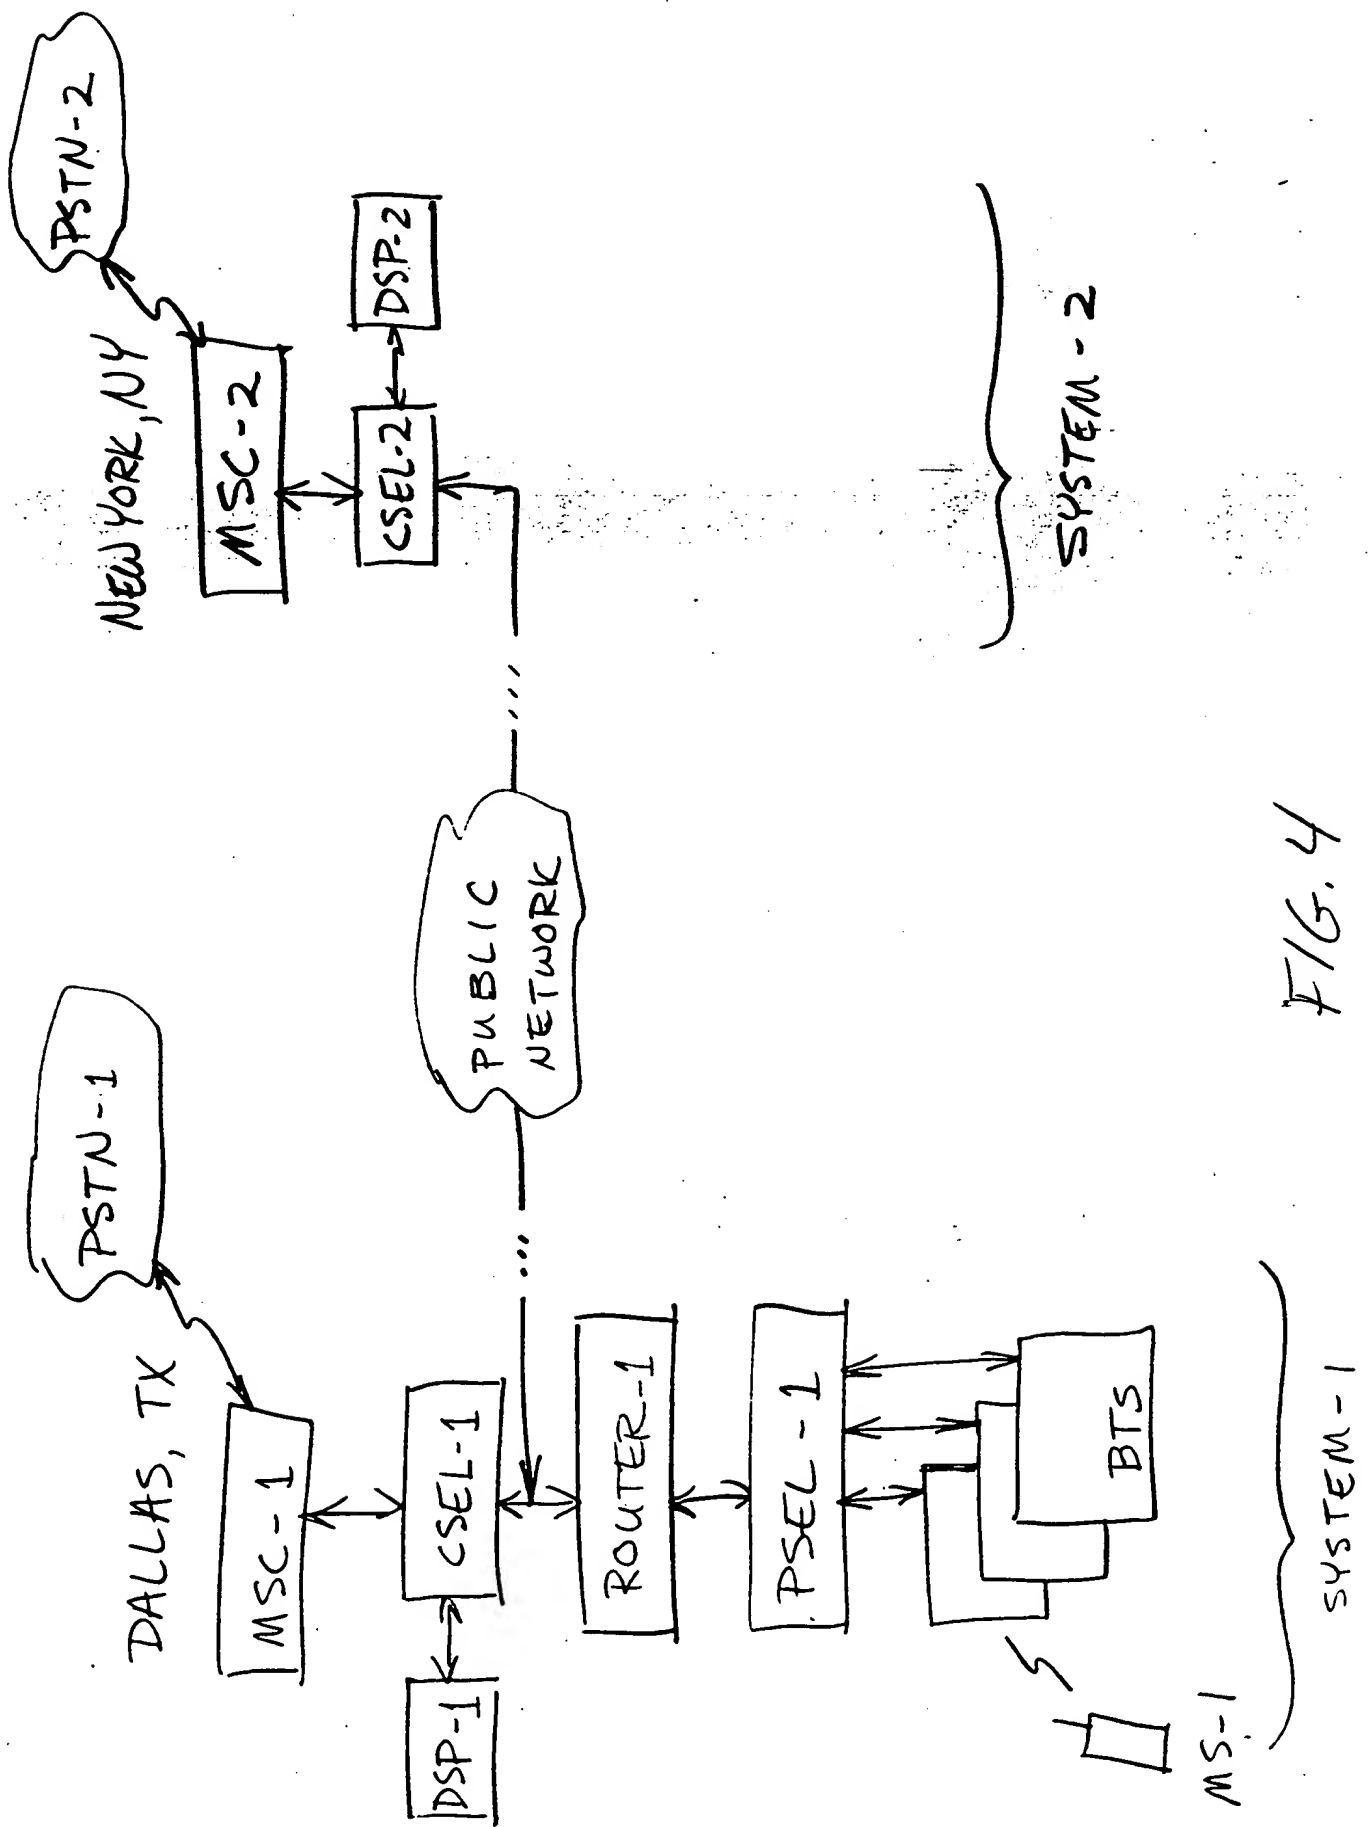 DALLAS, TX
PSTN-1
MSC-1
DSP-1
CSEL-1
ROUTER-1
PSEL-1
BTS
MS-1
SYSTEM-1
PUBLIC
NETWORK
NEW YORK, NY
PSTN-2
MSC-2
CSEL-2
DSP-2
SYSTEM-2
FIG. 4